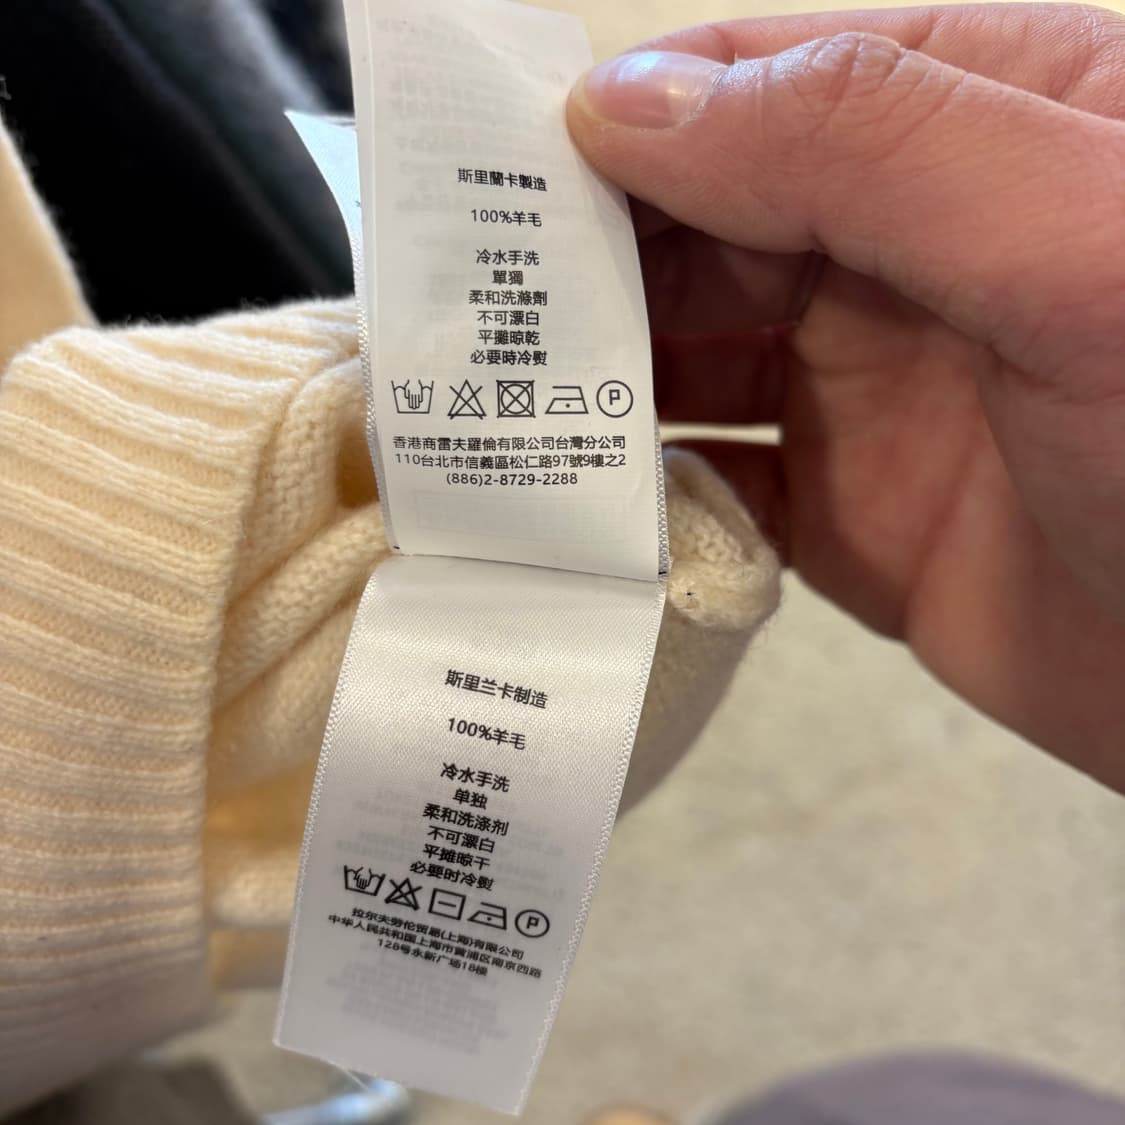 斯里蘭卡製造
100%羊毛
冷水手洗
單獨
柔和洗滌劑
不可漂白
平攤晾乾
必要時冷熨
P
香港商雷夫羅倫有限公司台灣分公司
110台北市信義區松仁路97號9樓之2
(886)2-8729-2288
斯里兰卡制造
100%羊毛
冷水手洗
单独
柔和洗涤剂
不可漂白
平摊晾干
必要时冷熨
P
拉尔夫劳伦贸易(上海)有限公司
中华人民共和国上海市黄浦区南京西路
128号永新广场18楼